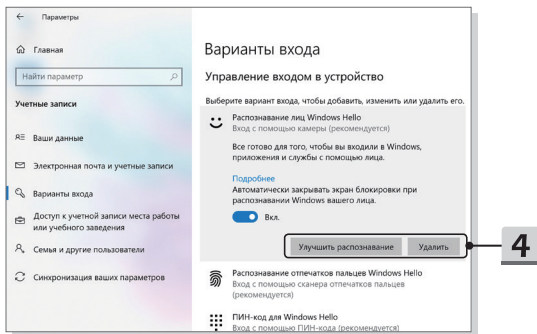 Параметры
Главная
Найти параметр
Учетные записи
Ваши данные
Электронная почта и учетные записи
Варианты входа
Доступ к учетной записи места работы
или учебного заведения
Семья и другие пользователи
Синхронизация ваших параметров
Варианты входа
Управление входом в устройство
Выберите вариант входа, чтобы добавить, изменить или удалить его.
Распознавание лиц Windows Hello
Вход с помощью камеры (рекомендуется)
Все готово для того, чтобы вы входили в Windows,
приложения и службы с помощью лица.
Подробнее
Автоматически закрывать экран блокировки при
распознавании Windows вашего лица.
Вкл.
Улучшить распознавание Удалить
4
Распознавание отпечатков пальцев Windows Hello
Вход с помощью сканера отпечатков пальцев
(рекомендуется)
ПИН-код для Windows Hello
Вход с помощью ПИН-кода (рекомендуется)